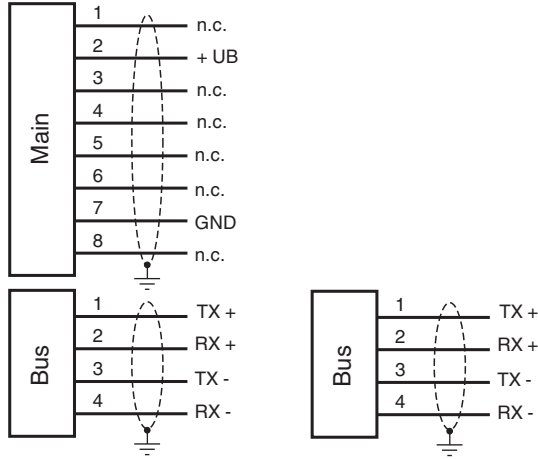 Main
1 n.c.
2 + UB
3 n.c.
4 n.c.
5 n.c.
6 n.c.
7 GND
8 n.c.
Bus
1 TX +
2 RX +
3 TX -
4 RX -
Bus
1 TX +
2 RX +
3 TX -
4 RX -